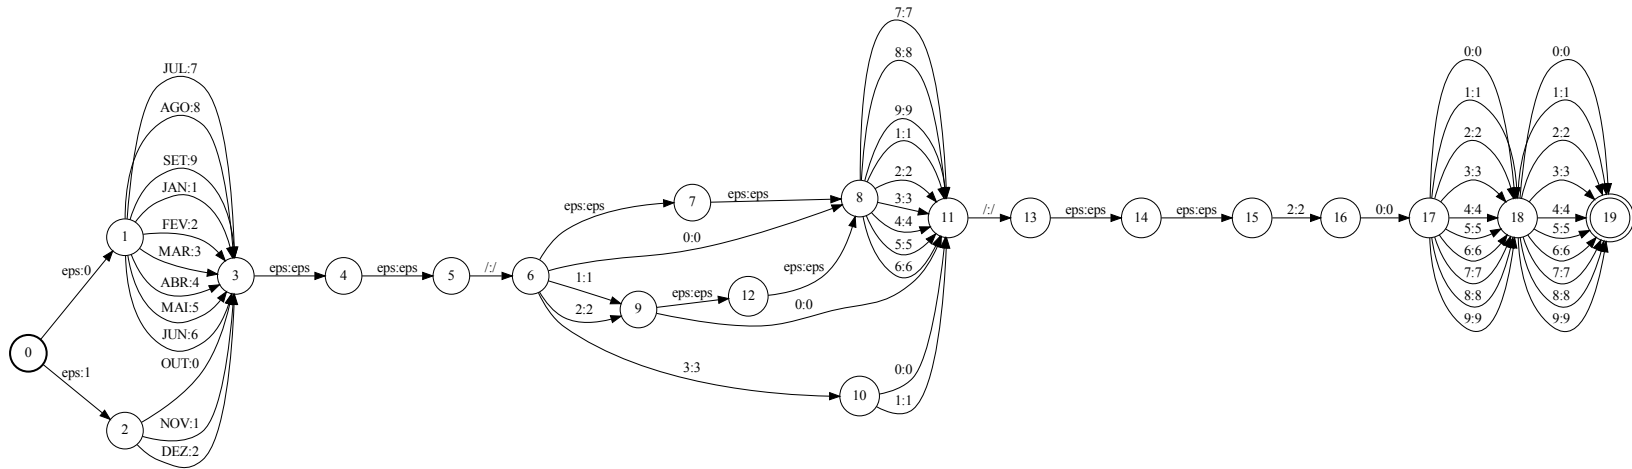 0
eps:0
eps:1
1
2
JUL:7
AGO:8
SET:9
JAN:1
FEV:2
MAR:3
ABR:4
MAI:5
JUN:6
OUT:0
NOV:1
DEZ:2
3
eps:eps
4
eps:eps
5
/:/
6
eps:eps
0:0
1:1
2:2
3:3
7
eps:eps
9
eps:eps
0:0
12
eps:eps
10
0:0
1:1
8
7:7
8:8
9:9
1:1
2:2
3:3
4:4
5:5
6:6
11
/:/
13
eps:eps
14
eps:eps
15
2:2
16
0:0
17
0:0
1:1
2:2
3:3
4:4
5:5
6:6
7:7
8:8
9:9
18
0:0
1:1
2:2
3:3
4:4
5:5
6:6
7:7
8:8
9:9
19